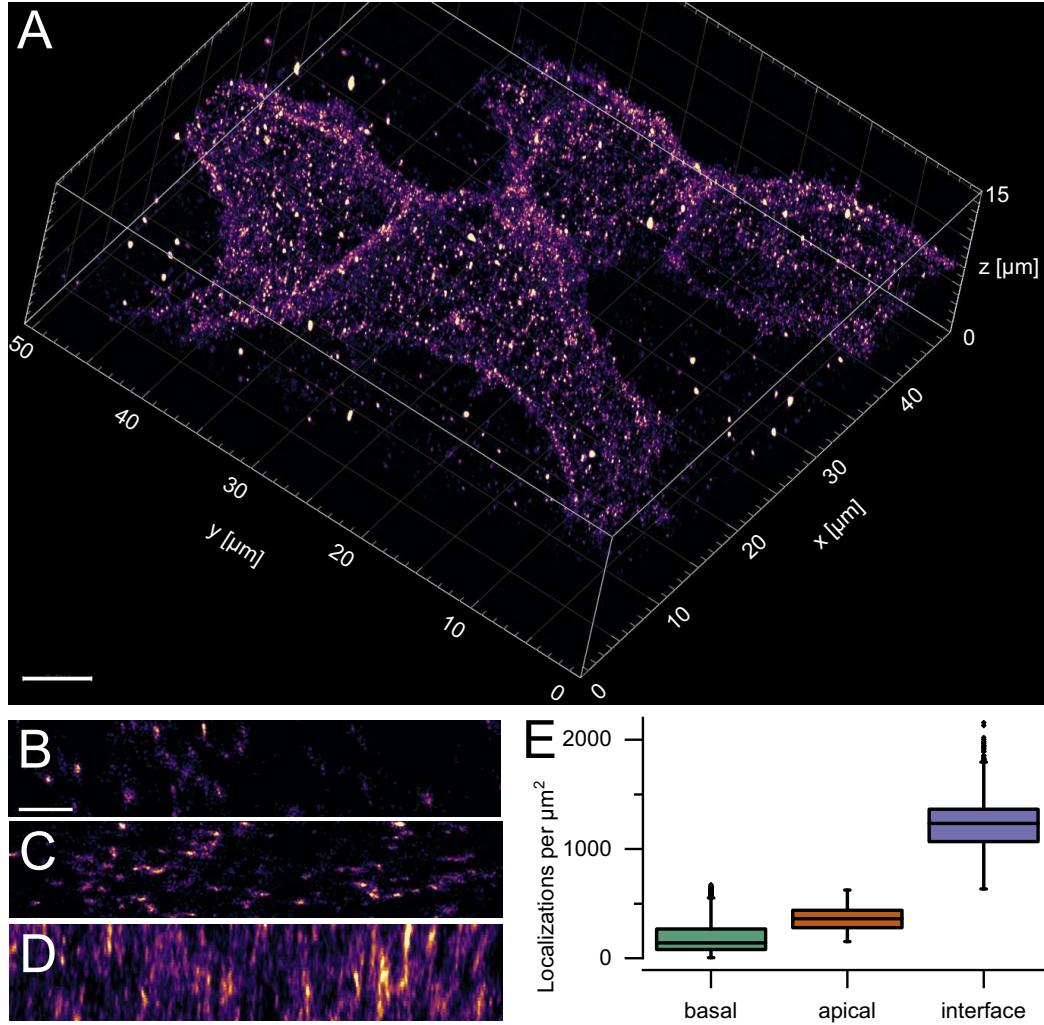 A
15
z [µm]
0
50
40
30
20
10
0
y [µm]
0
10
20
30
40
x [µm]
B
C
D
E
Localizations per µm²
2000
1000
0
basal
apical
interface